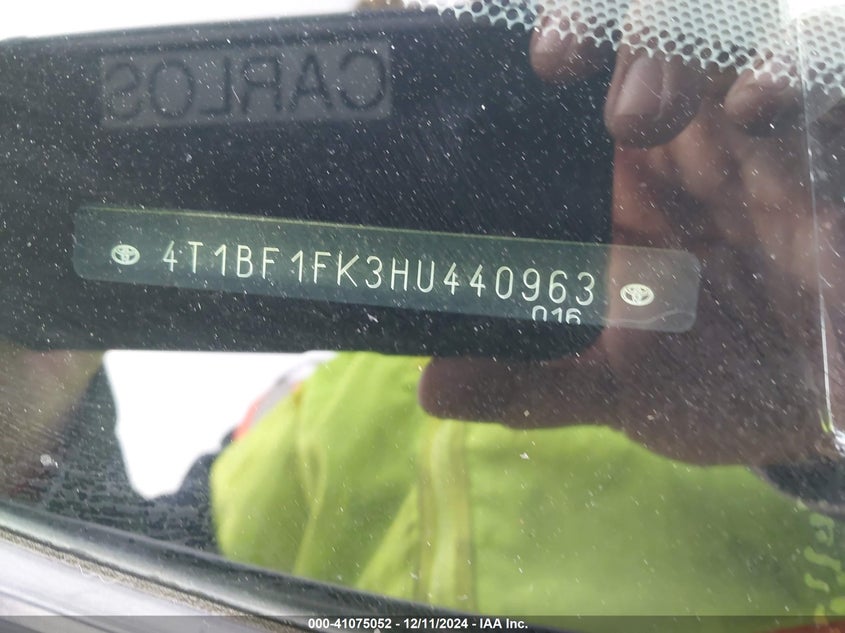 CARLOS
4T1BF1FK3HU440963
016
000-41075052 - 12/11/2024 - IAA Inc.